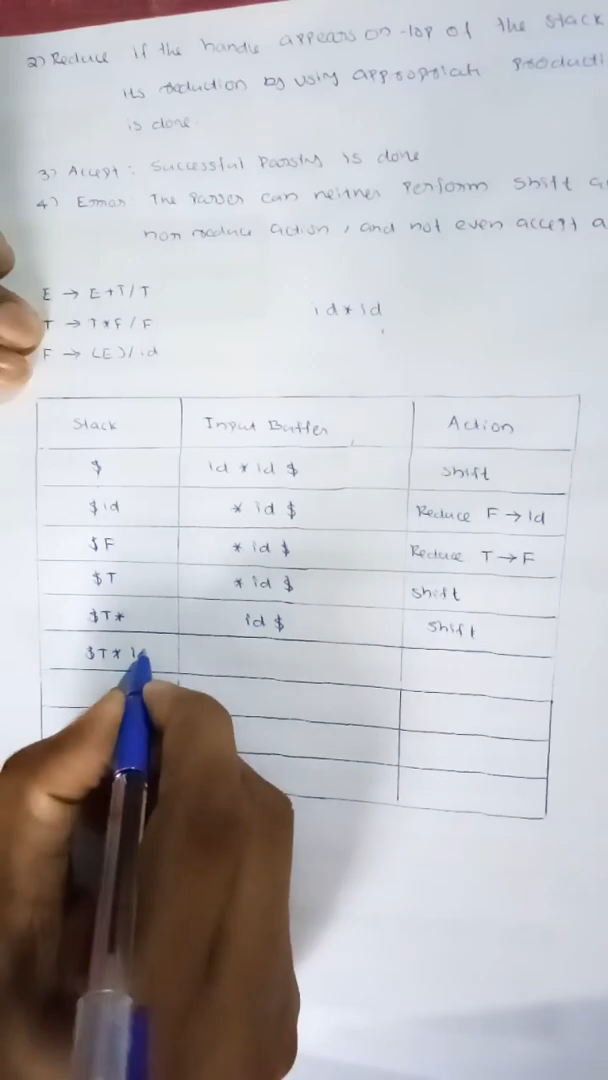 2) Reduce if the handle appears on-top of the stack
its reduction by using appropriate producti
is done.
3) Accept: Successful Parsing is done
4) Error: The parser can neither perform shift a
non reduce action, and not even accept a
E → E+T/T
id*id
T → T*F/F
F → (E)/id
Stack Input Buffer Action
$ id * id $ shift
$id * id $ Reduce F → id
$F * id $ Reduce T → F
$T * id $ shift
$T* id $ shift
$T*